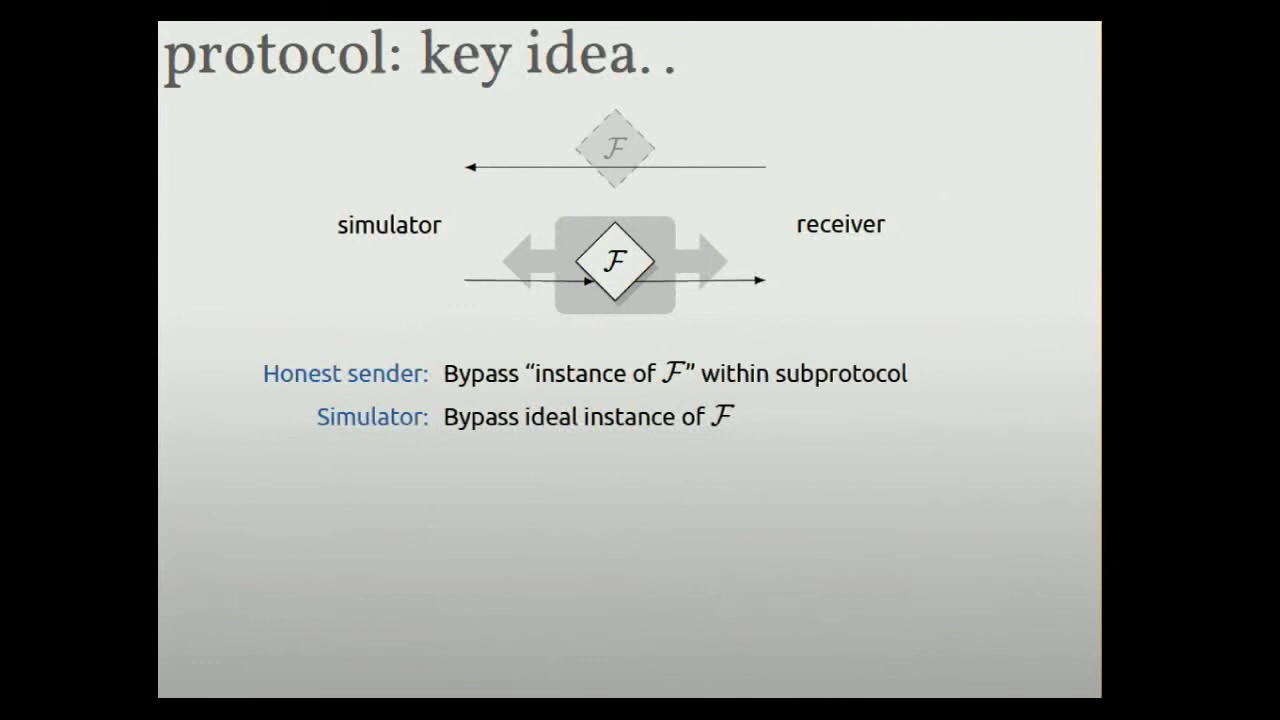 protocol: key idea. .
ℱ
simulator
receiver
ℱ
Honest sender: Bypass “instance of ℱ” within subprotocol
Simulator: Bypass ideal instance of ℱ